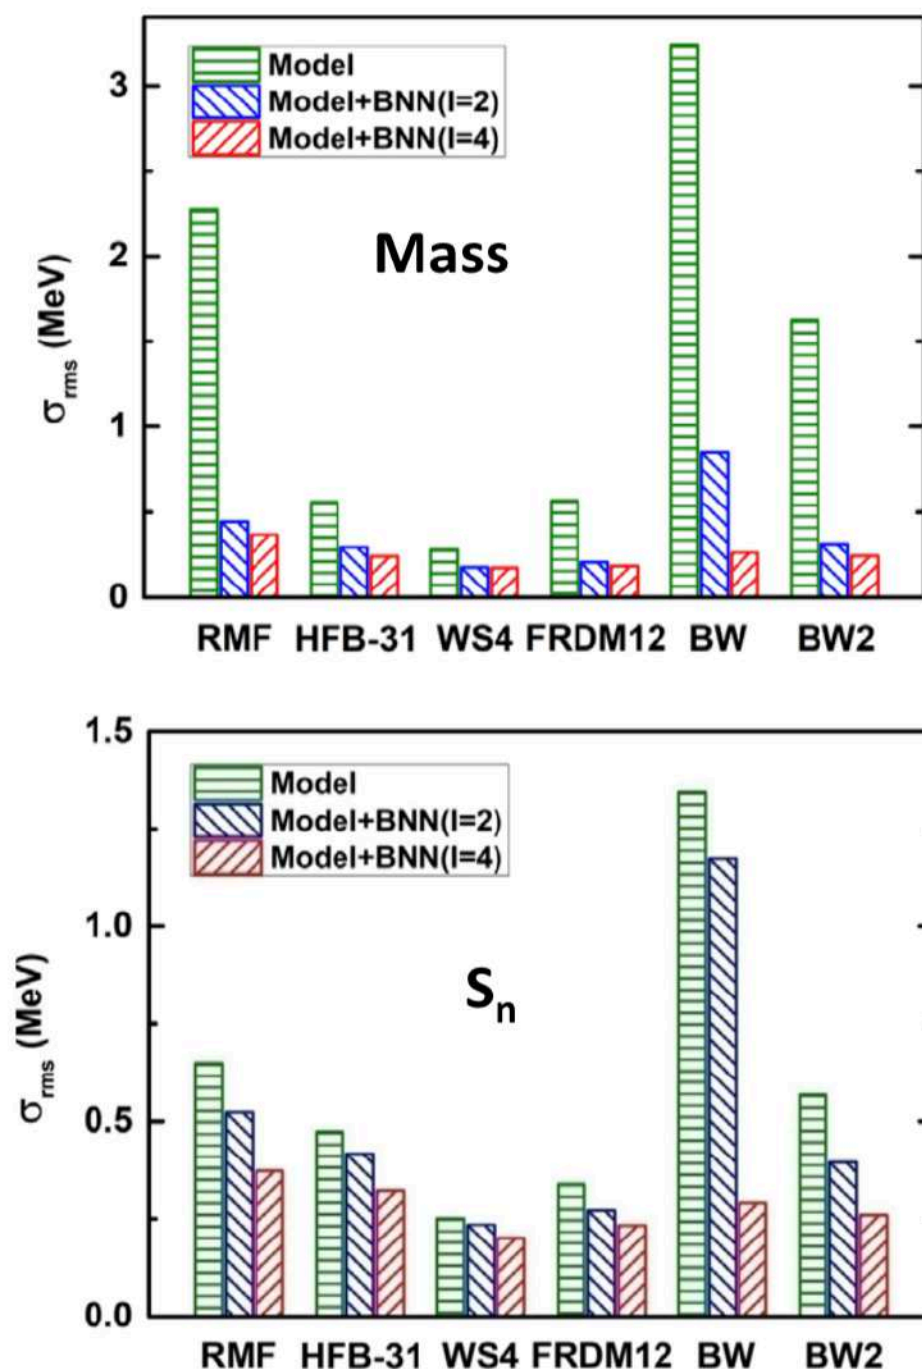 3
2
1
0
σrms (MeV)
Model
Model+BNN(I=2)
Model+BNN(I=4)
Mass
RMF HFB-31 WS4 FRDM12 BW BW2
1.5
1.0
0.5
0.0
σrms (MeV)
Model
Model+BNN(I=2)
Model+BNN(I=4)
Sn
RMF HFB-31 WS4 FRDM12 BW BW2